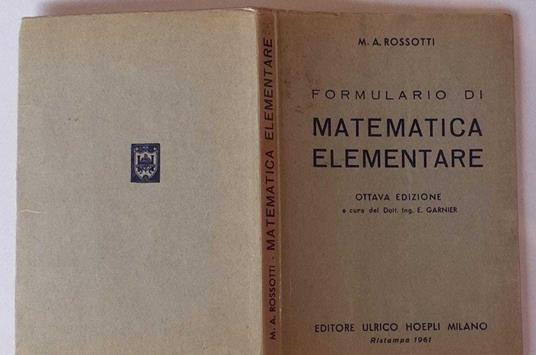 M. A. ROSSOTTI - MATEMATICA ELEMENTARE
M. A. ROSSOTTI
FORMULARIO DI
MATEMATICA
ELEMENTARE
OTTAVA EDIZIONE
a cura del Dott. Ing. E. GARNIER
EDITORE ULRICO HOEPLI MILANO
Ristampa 1961